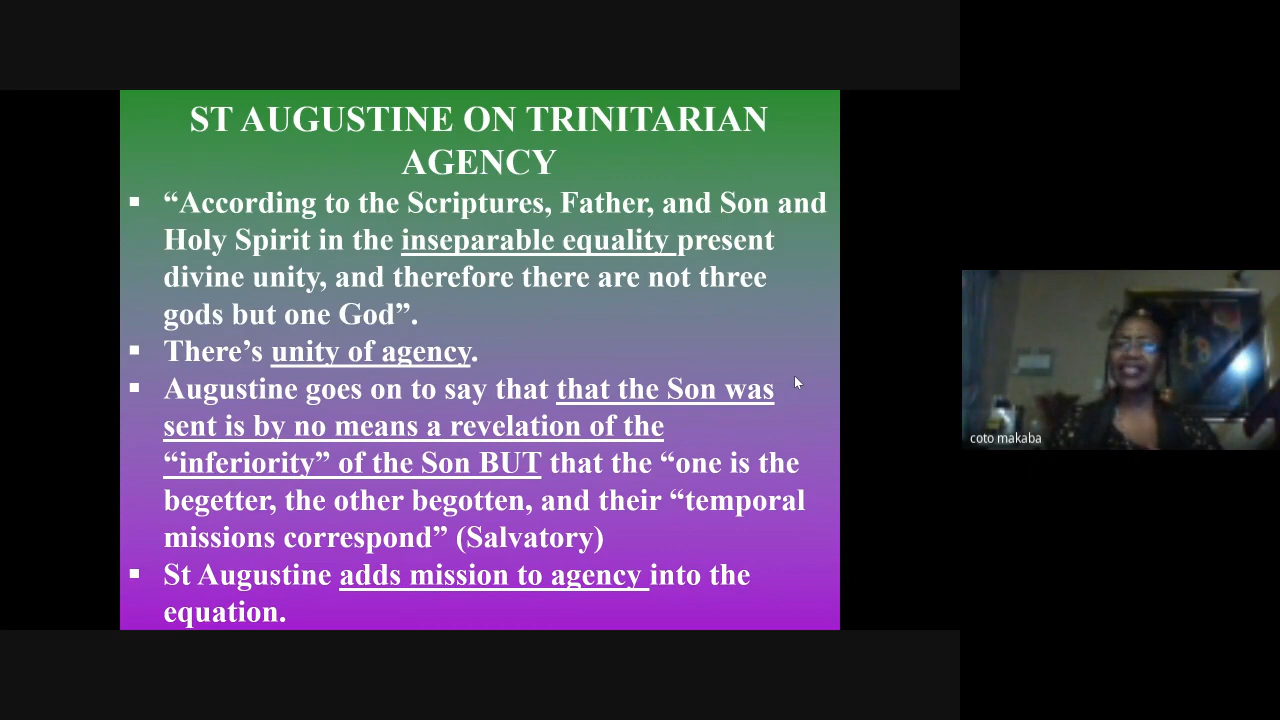 ST AUGUSTINE ON TRINITARIAN
AGENCY
▪ “According to the Scriptures, Father, and Son and
Holy Spirit in the inseparable equality present
divine unity, and therefore there are not three
gods but one God”.
▪ There’s unity of agency.
▪ Augustine goes on to say that that the Son was
sent is by no means a revelation of the
“inferiority” of the Son BUT that the “one is the
begetter, the other begotten, and their “temporal
missions correspond” (Salvatory)
▪ St Augustine adds mission to agency into the
equation.
coto makaba